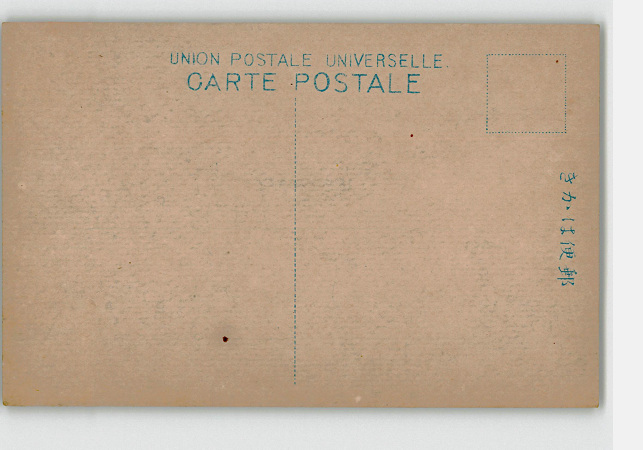 UNION POSTALE UNIVERSELLE.
CARTE POSTALE
きかは便郵